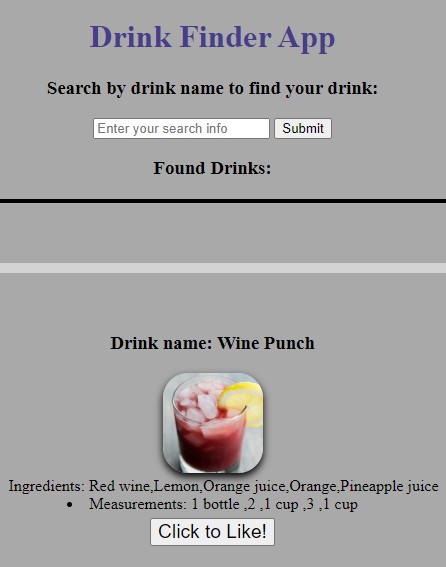 Drink Finder App
Search by drink name to find your drink:
Enter your search info Submit
Found Drinks:
Drink name: Wine Punch
Ingredients: Red wine,Lemon,Orange juice,Orange,Pineapple juice
• Measurements: 1 bottle ,2 ,1 cup ,3 ,1 cup
Click to Like!